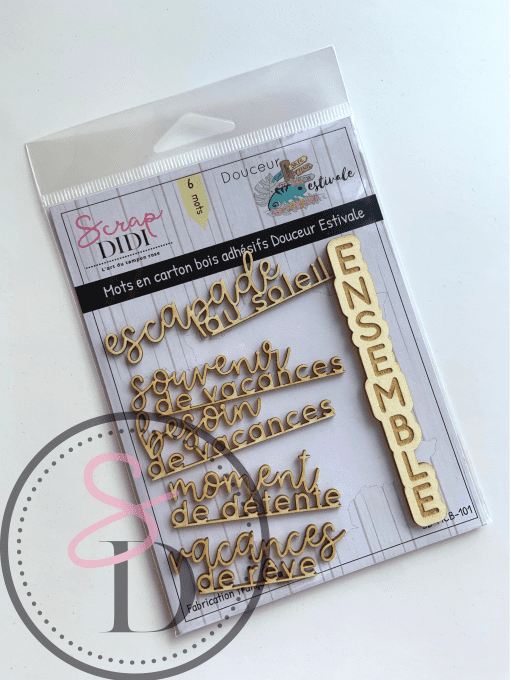 Scrap
DIDI
L'art du tampon rose
6
mots
Douceur
estivale
Mots en carton bois adhésifs Douceur Estivale
escapade
au soleil
souvenir
de vacances
besoin
de vacances
moment
de détente
vacances
de rêve
ENSEMBLE
Fabrication
CB-101
S
D